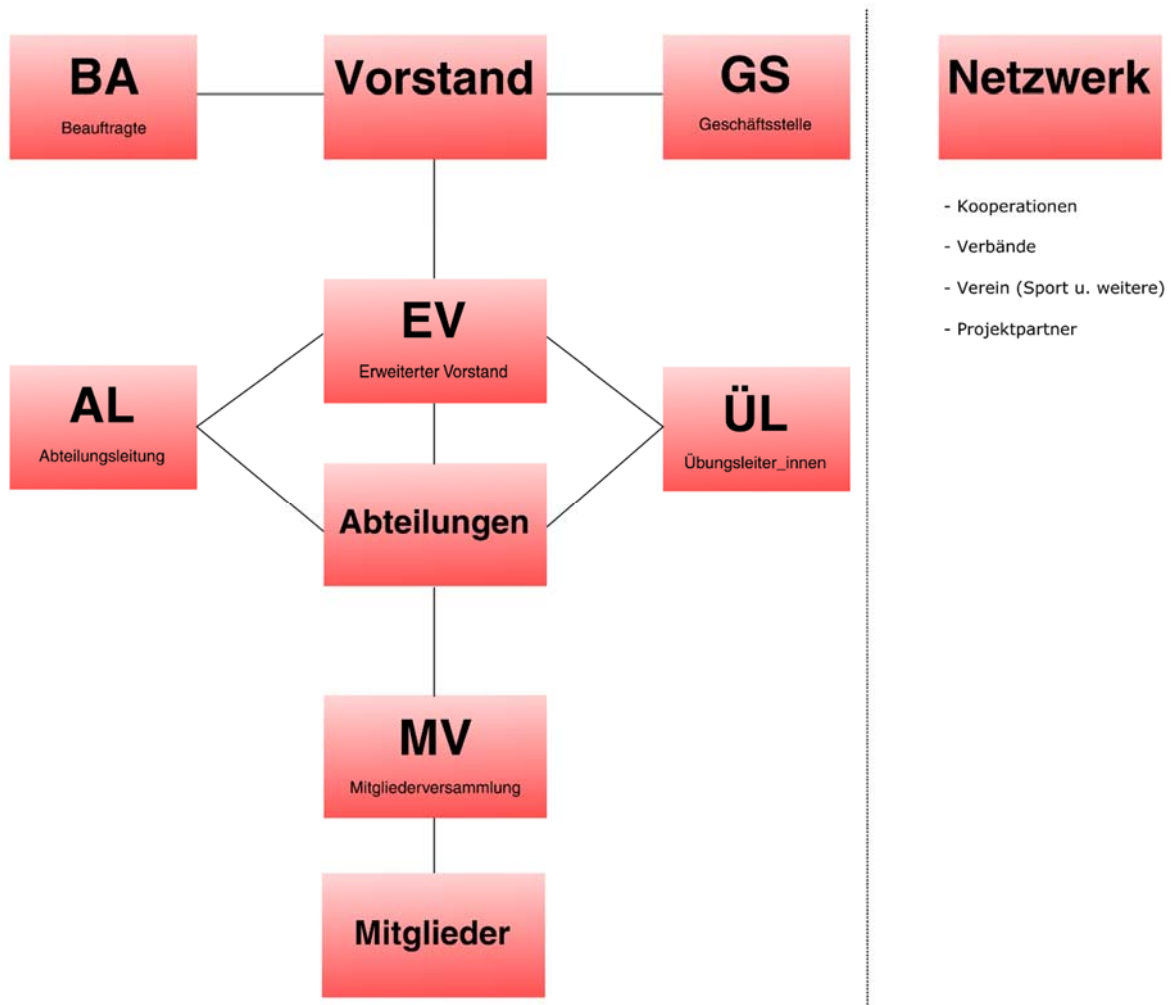 BA
Beauftragte
Vorstand
GS
Geschäftsstelle
Netzwerk
- Kooperationen
- Verbände
- Verein (Sport u. weitere)
- Projektpartner
EV
Erweiterter Vorstand
AL
Abteilungsleitung
ÜL
Übungsleiter_innen
Abteilungen
MV
Mitgliederversammlung
Mitglieder